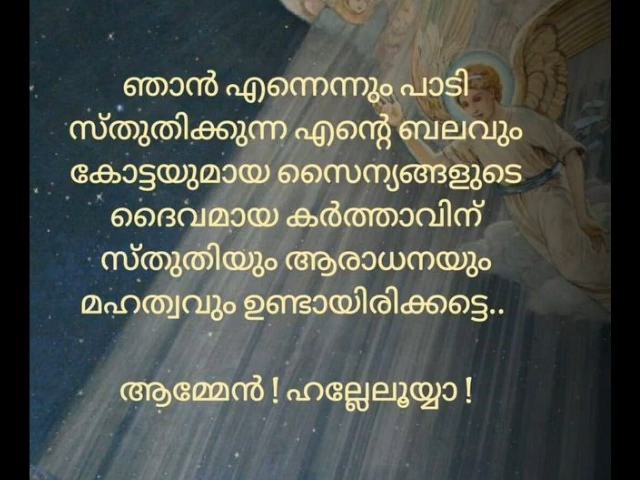 ഞാൻ എന്നെന്നും പാടി
സ്തുതിക്കുന്ന എന്റെ ബലവും
കോട്ടയുമായ സൈന്യങ്ങളുടെ
ദൈവമായ കർത്താവിന്
സ്തുതിയും ആരാധനയും
മഹത്വവും ഉണ്ടായിരിക്കട്ടെ..
ആമ്മേൻ ! ഹല്ലേലൂയ്യാ !